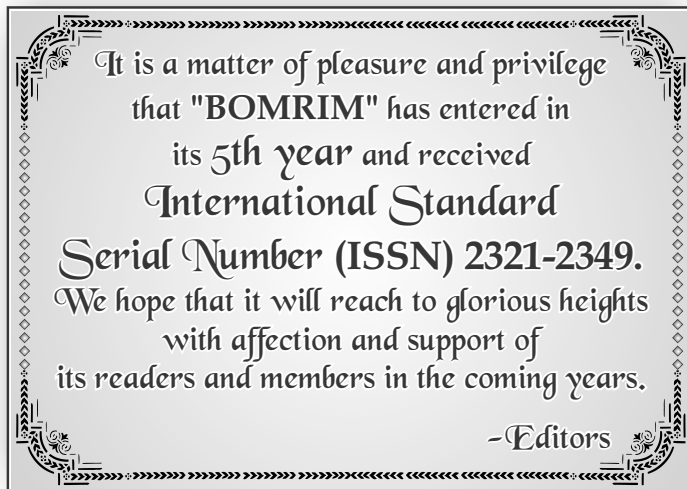 It is a matter of pleasure and privilege
that "BOMRIM" has entered in
its 5th year and received
International Standard
Serial Number (ISSN) 2321-2349.
We hope that it will reach to glorious heights
with affection and support of
its readers and members in the coming years.
-Editors